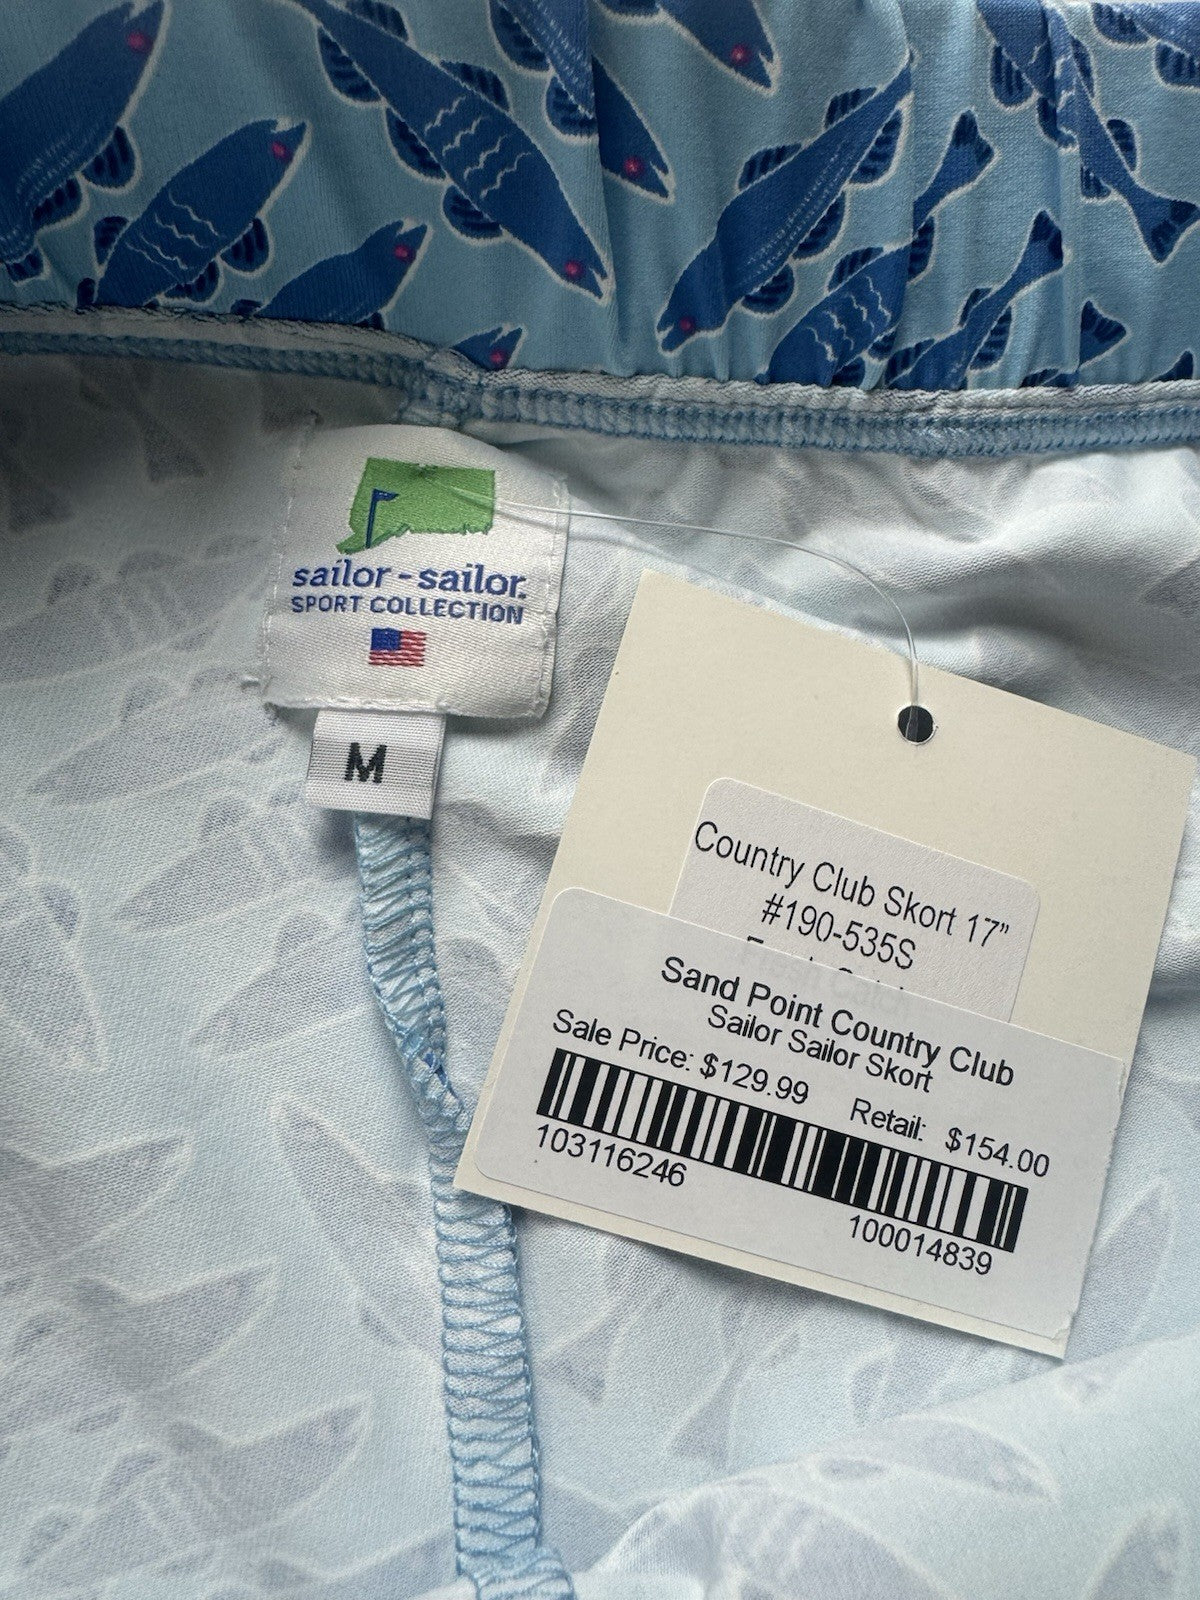 sailor-sailor.
SPORT COLLECTION
M
Country Club Skort 17”
#190-535S
Sand Point Country Club
Sailor Sailor Skort
Sale Price: $129.99
Retail: $154.00
103116246
100014839